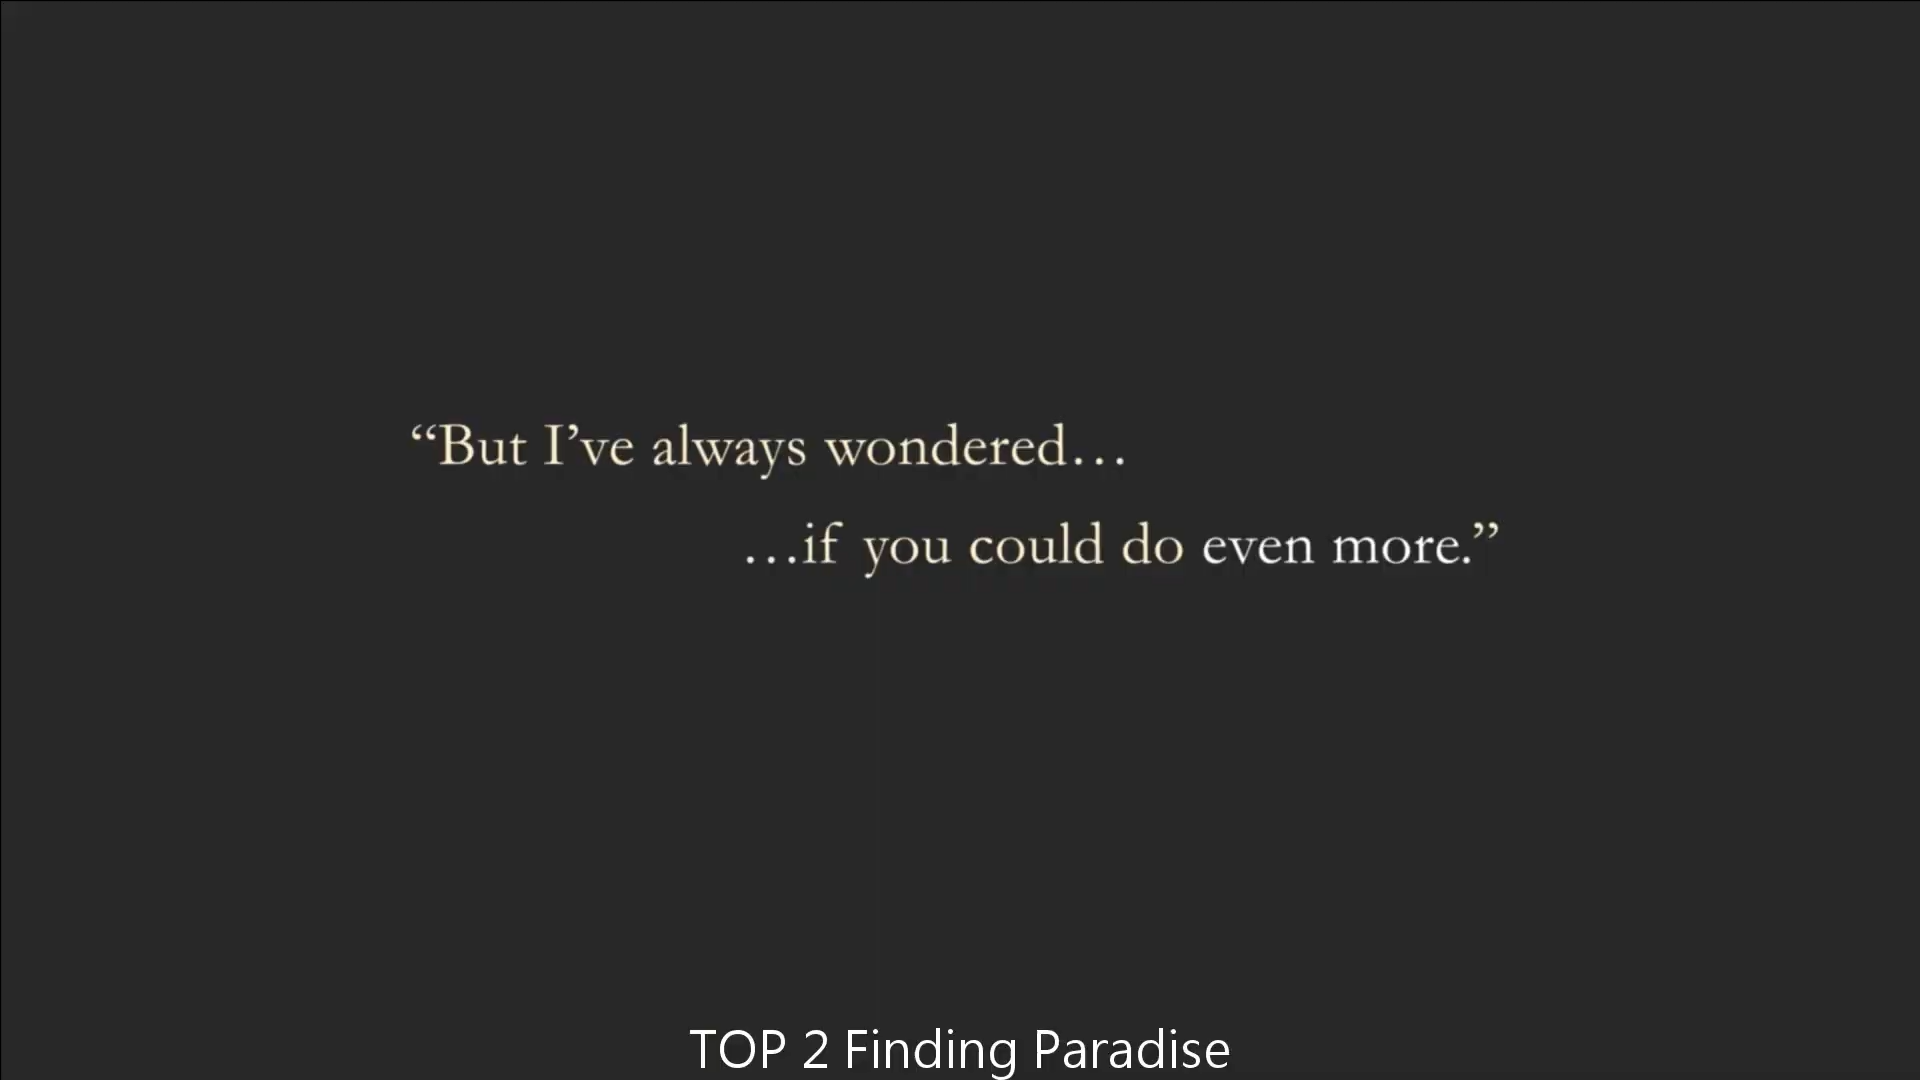 “But I’ve always wondered…
…if you could do even more.”
TOP 2 Finding Paradise